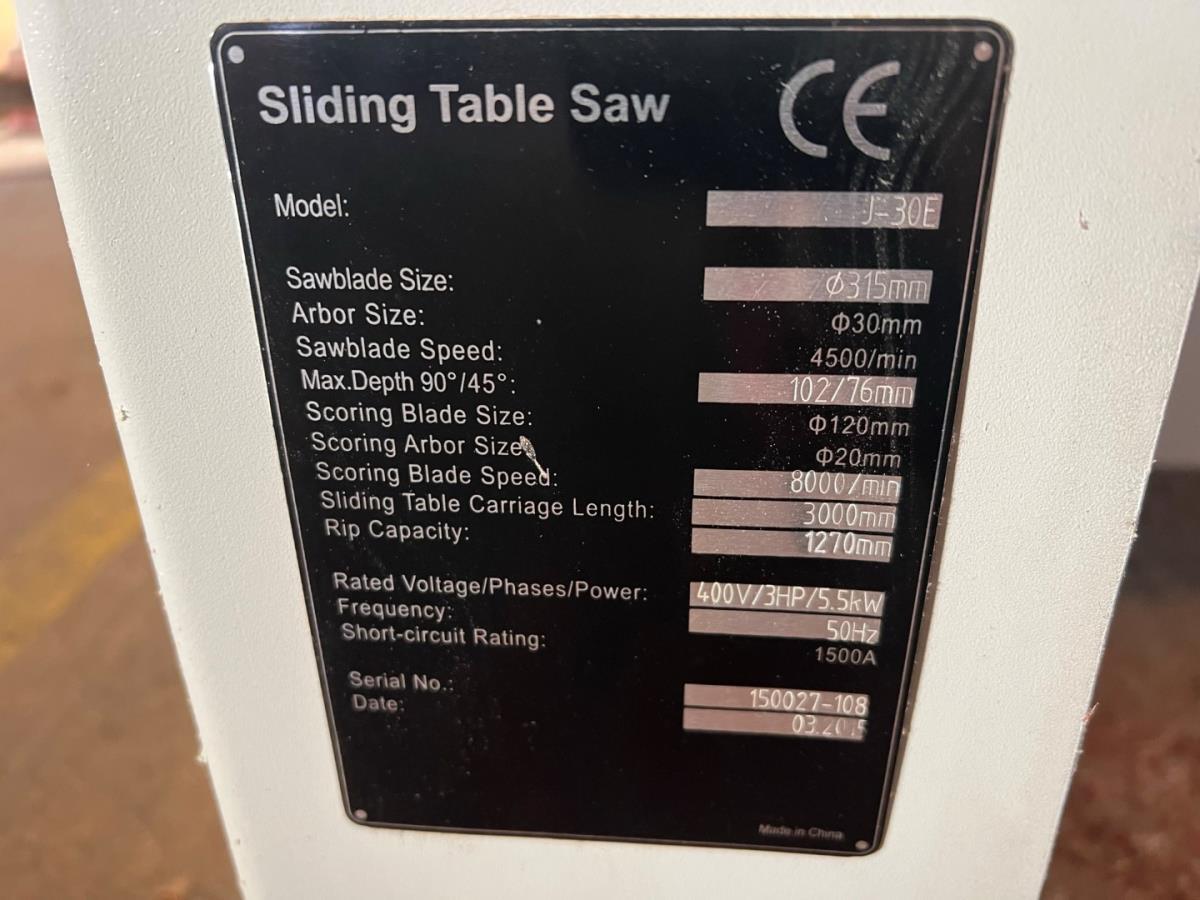 Sliding Table Saw CE
Model: J-30E
Sawblade Size: Φ315mm
Arbor Size: Φ30mm
Sawblade Speed: 4500/min
Max.Depth 90°/45°: 102/76mm
Scoring Blade Size: Φ120mm
Scoring Arbor Size Φ20mm
Scoring Blade Speed: 8000/min
Sliding Table Carriage Length: 3000mm
Rip Capacity: 1270mm
Rated Voltage/Phases/Power: 400V/3HP/5.5kW
Frequency: 50Hz
Short-circuit Rating: 1500A
Serial No.: 150027-108
Date: 03.2015
Made in China